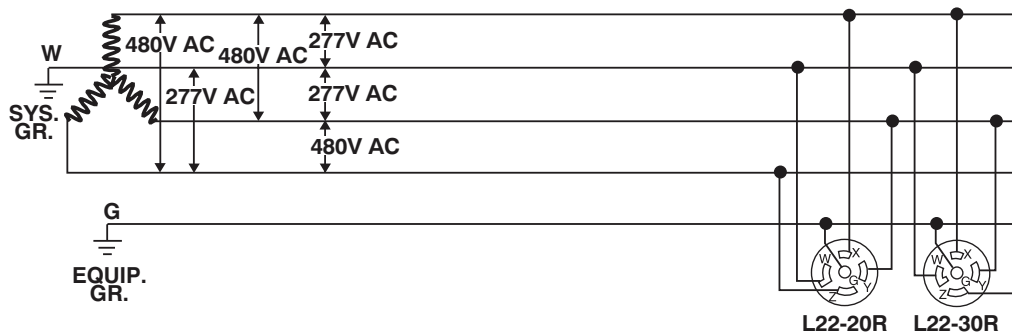 W
SYS.
GR.
480V AC
277V AC
480V AC
277V AC
277V AC
480V AC
G
EQUIP.
GR.
W
X
G
Y
Z
W
X
G
Y
Z
L22-20R
L22-30R